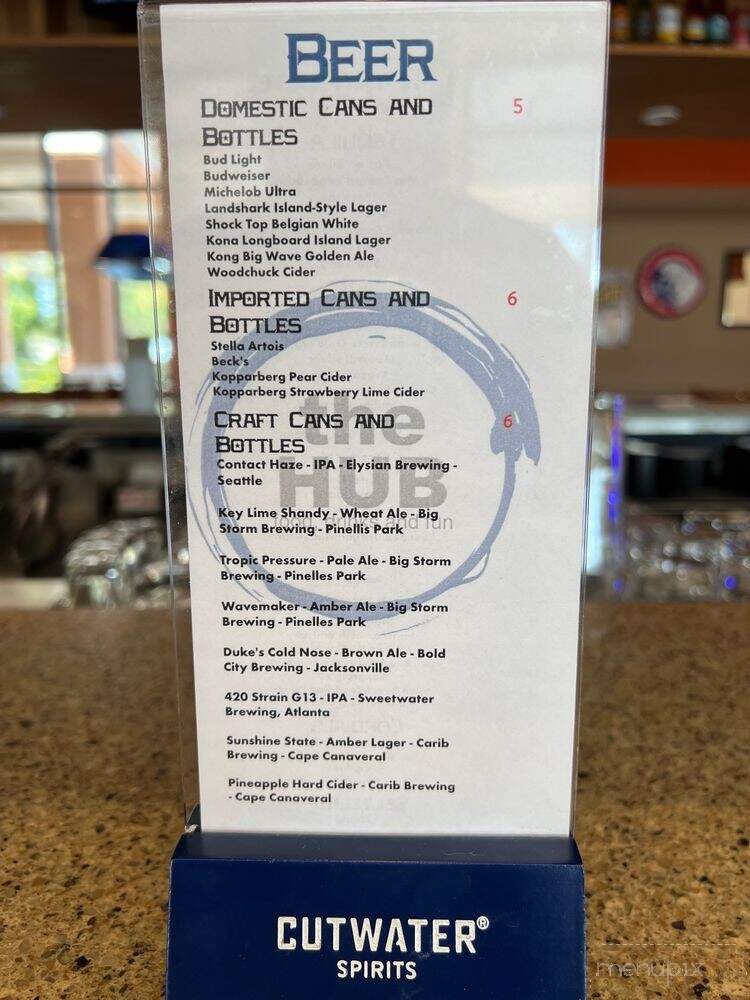 BEER
DOMESTIC CANS AND 5
BOTTLES
Bud Light
Budweiser
Michelob Ultra
Landshark Island-Style Lager
Shock Top Belgian White
Kona Longboard Island Lager
Kong Big Wave Golden Ale
Woodchuck Cider
IMPORTED CANS AND 6
BOTTLES
Stella Artois
Beck's
Kopparberg Pear Cider
Kopparberg Strawberry Lime Cider
CRAFT CANS AND 6
BOTTLES
the
HUB
food, drinks and fun
Contact Haze - IPA - Elysian Brewing -
Seattle
Key Lime Shandy - Wheat Ale - Big
Storm Brewing - Pinellis Park
Tropic Pressure - Pale Ale - Big Storm
Brewing - Pinelles Park
Wavemaker - Amber Ale - Big Storm
Brewing - Pinelles Park
Duke's Cold Nose - Brown Ale - Bold
City Brewing - Jacksonville
420 Strain G13 - IPA - Sweetwater
Brewing, Atlanta
Sunshine State - Amber Lager - Carib
Brewing - Cape Canaveral
Pineapple Hard Cider - Carib Brewing
- Cape Canaveral
CUTWATER®
SPIRITS
menupix